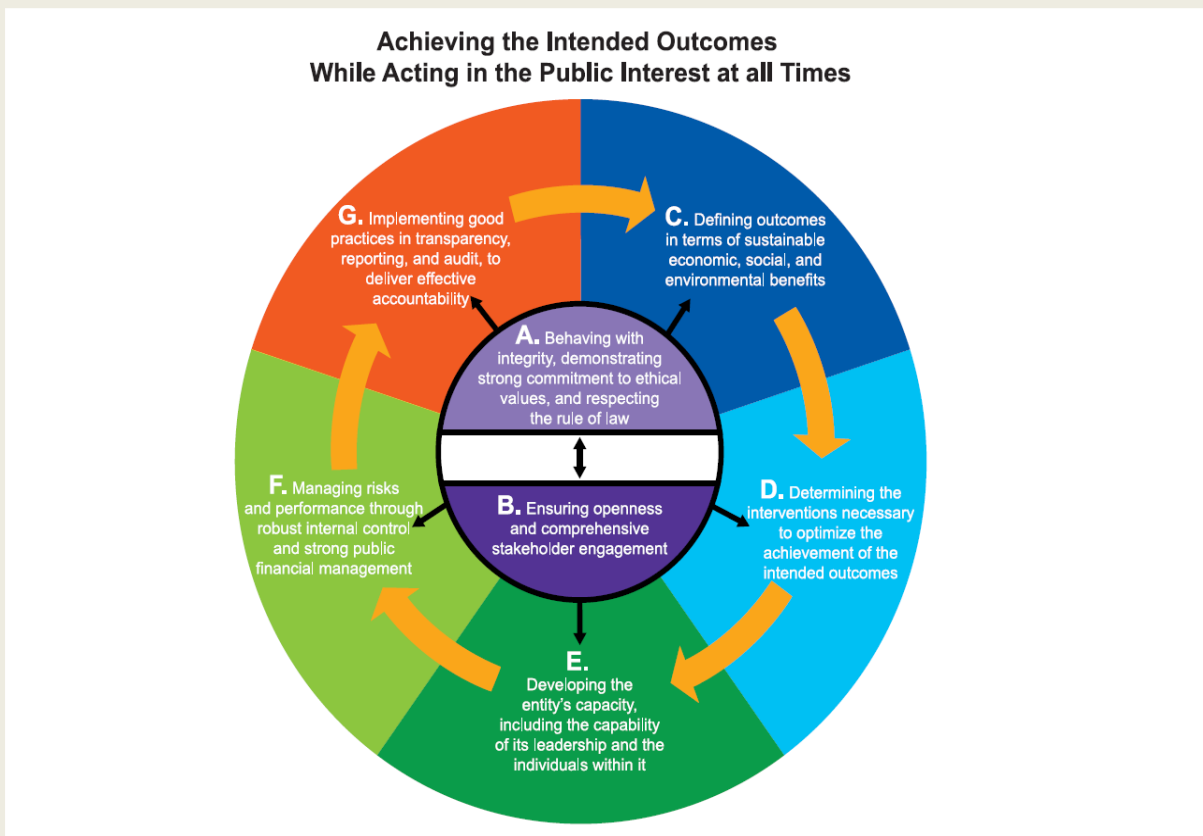 Achieving the Intended Outcomes
While Acting in the Public Interest at all Times
G. Implementing good
practices in transparency,
reporting, and audit, to
deliver effective
accountability
C. Defining outcomes
in terms of sustainable
economic, social, and
environmental benefits
A. Behaving with
integrity, demonstrating
strong commitment to ethical
values, and respecting
the rule of law
F. Managing risks
and performance through
robust internal control
and strong public
financial management
B. Ensuring openness
and comprehensive
stakeholder engagement
D. Determining the
interventions necessary
to optimize the
achievement of the
intended outcomes
E.
Developing the
entity's capacity,
including the capability
of its leadership and the
individuals within it